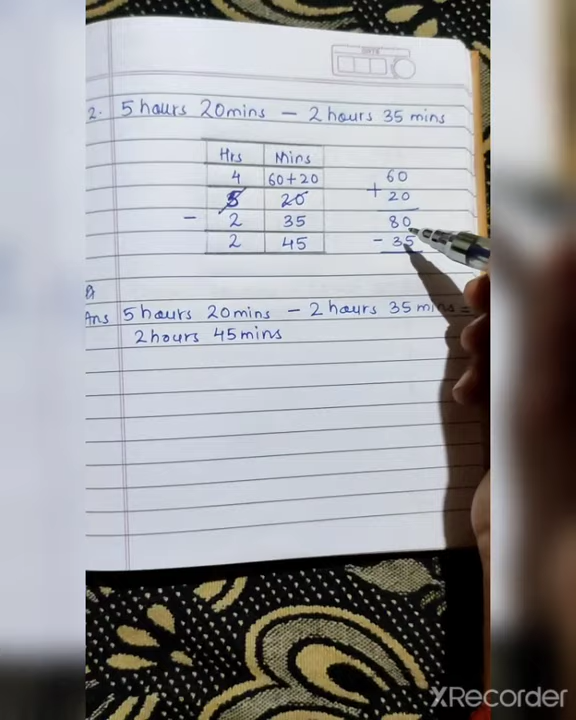 DATE
2. 5 hours 20 mins – 2 hours 35 mins
Hrs Mins
4 60+20
5 20
– 2 35
2 45
60
+ 20
80
– 35
Ans 5 hours 20 mins – 2 hours 35 mins =
2 hours 45 mins
XRecorder